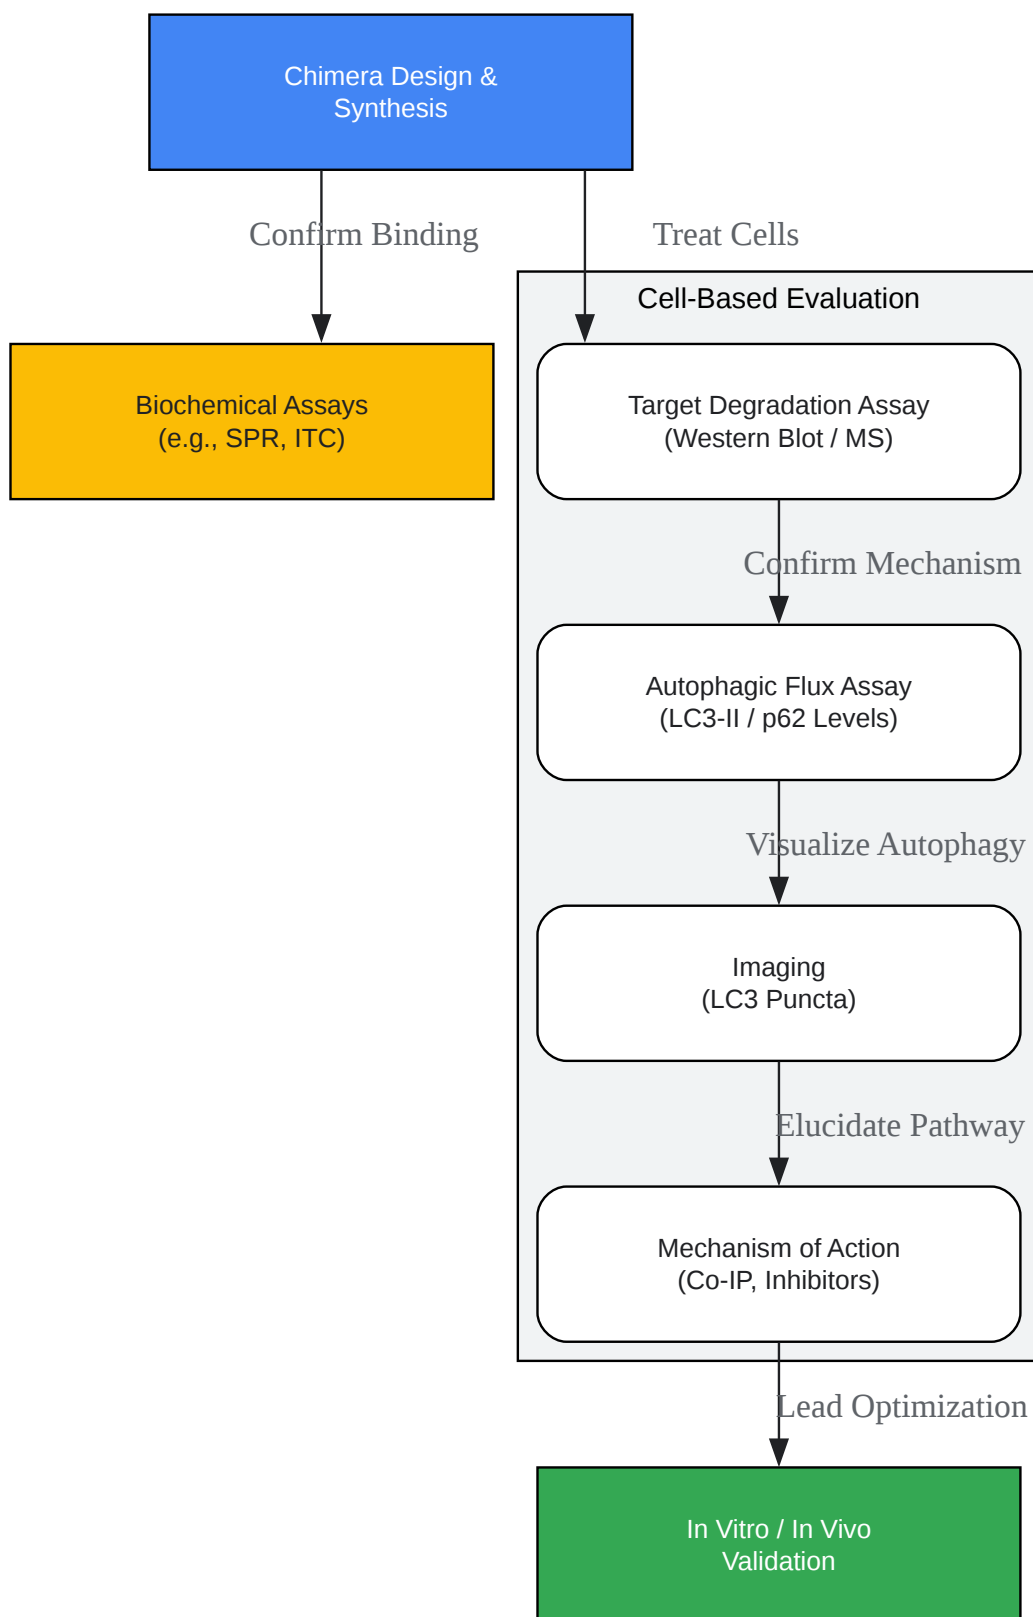 Chimera Design &
Synthesis
Confirm Binding
Treat Cells
Cell-Based Evaluation
Biochemical Assays
(e.g., SPR, ITC)
Target Degradation Assay
(Western Blot / MS)
Confirm Mechanism
Autophagic Flux Assay
(LC3-II / p62 Levels)
Visualize Autophagy
Imaging
(LC3 Puncta)
Elucidate Pathway
Mechanism of Action
(Co-IP, Inhibitors)
Lead Optimization
In Vitro / In Vivo
Validation